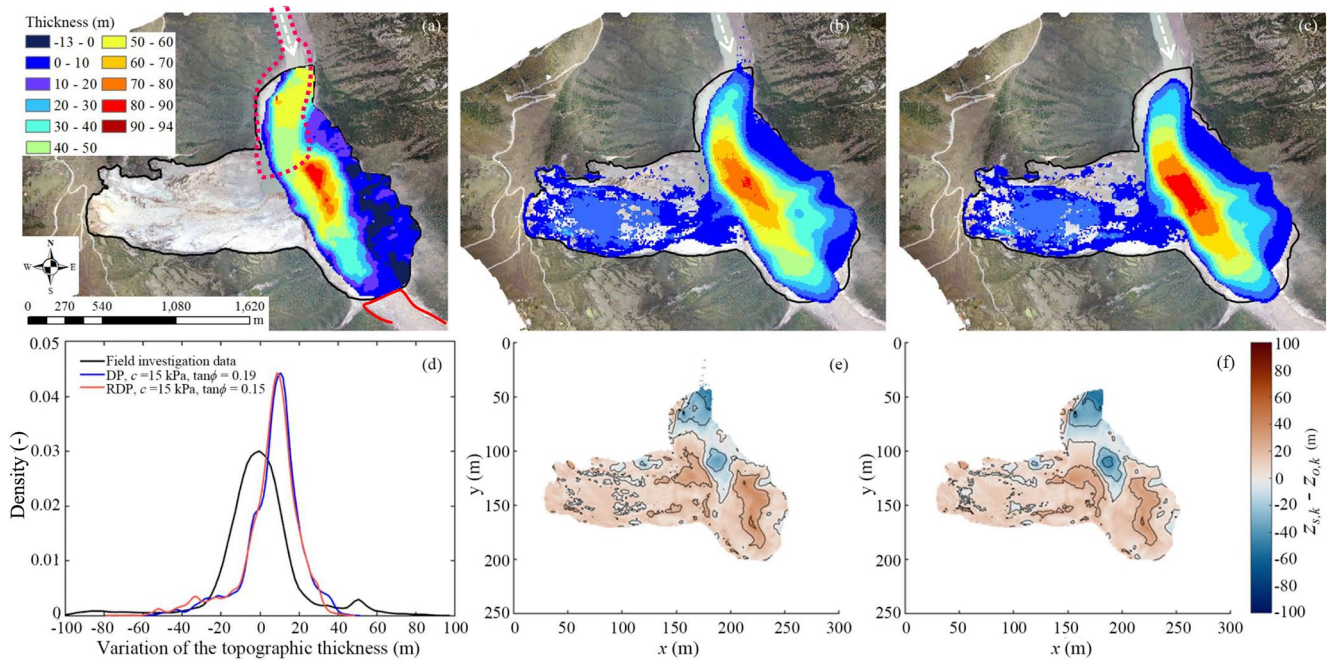 Thickness (m)
-13 - 0
0 - 10
10 - 20
20 - 30
30 - 40
40 - 50
50 - 60
60 - 70
70 - 80
80 - 90
90 - 94
(a)
N
W E
S
0 270 540 1,080 1,620
m
(b)
(c)
0.05
0.04
0.03
0.02
0.01
0
Density (-)
(d)
Field investigation data
DP, c =15 kPa, tanϕ = 0.19
RDP, c =15 kPa, tanϕ = 0.15
-100 -80 -60 -40 -20 0 20 40 60 80 100
Variation of the topographic thickness (m)
(e)
0
50
100
150
200
250
y (m)
0 50 100 150 200 250 300
x (m)
(f)
0
50
100
150
200
250
y (m)
0 50 100 150 200 250 300
x (m)
100
80
60
40
20
0
-20
-40
-60
-80
-100
Zs,k - Zo,k (m)